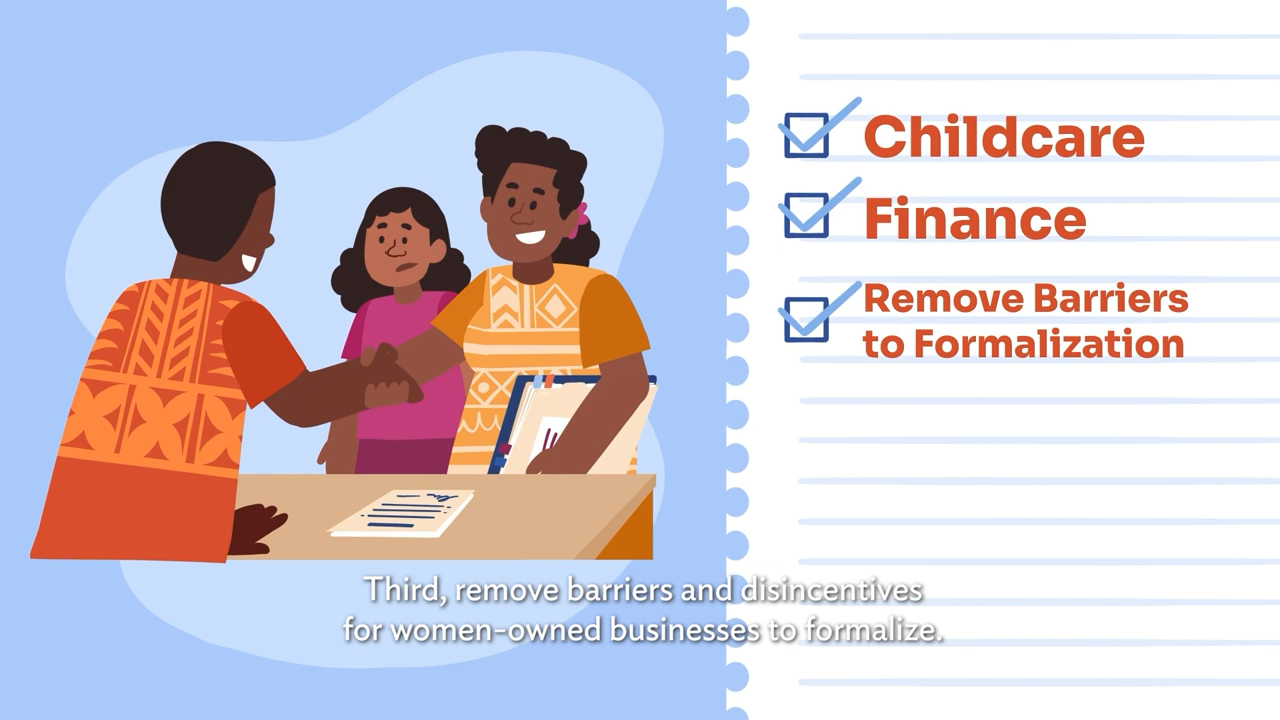 Childcare
Finance
Remove Barriers
to Formalization
Third, remove barriers and disincentives
for women-owned businesses to formalize.